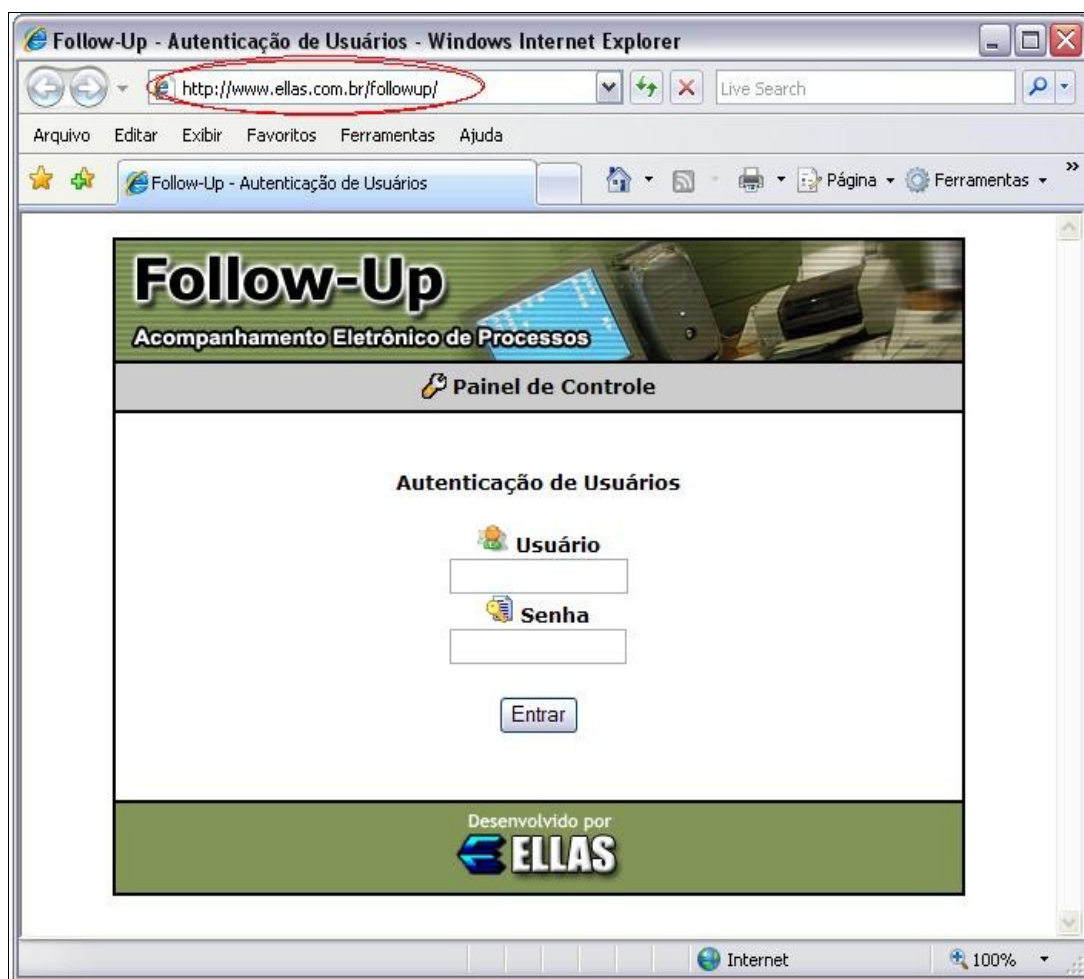 Follow-Up - Autenticação de Usuários - Windows Internet Explorer
http://www.ellas.com.br/followup/
Live Search
Arquivo Editar Exibir Favoritos Ferramentas Ajuda
Follow-Up - Autenticação de Usuários
Página
Ferramentas
Follow-Up
Acompanhamento Eletrônico de Processos
Painel de Controle
Autenticação de Usuários
Usuário
Senha
Entrar
Desenvolvido por
ELLAS
Internet
100%